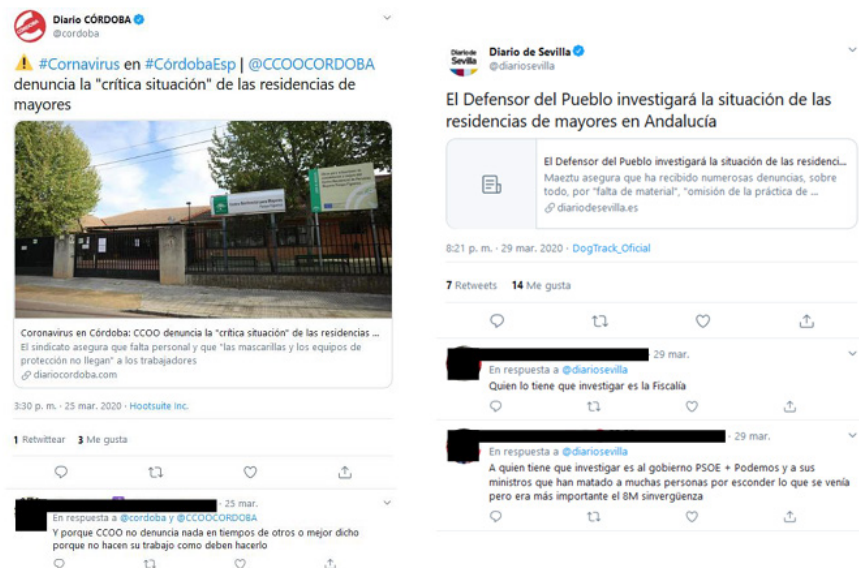 Diario CÓRDOBA
@cordoba
#Cornavirus en #CórdobaEsp | @CCOOCORDOBA
denuncia la "crítica situación" de las residencias de
mayores
Coronavirus en Córdoba: CCOO denuncia la "crítica situación" de las residencias ...
El sindicato asegura que falta personal y que "las mascarillas y los equipos de
protección no llegan" a los trabajadores
diariocordoba.com
3:30 p. m. · 25 mar. 2020 · Hootsuite Inc.
1 Retwittear 3 Me gusta
· 25 mar.
En respuesta a @cordoba y @CCOOCORDOBA
Y porque CCOO no denuncia nada en tiempos de otros o mejor dicho
porque no hacen su trabajo como deben hacerlo
Diario de Sevilla
Diario de Sevilla
@diariosevilla
El Defensor del Pueblo investigará la situación de las
residencias de mayores en Andalucía
El Defensor del Pueblo investigará la situación de las residenci...
Maeztu asegura que ha recibido numerosas denuncias, sobre
todo, por "falta de material", "omisión de la práctica de ...
diariodesevilla.es
8:21 p. m. · 29 mar. 2020 · DogTrack_Oficial
7 Retweets 14 Me gusta
· 29 mar.
En respuesta a @diariosevilla
Quien lo tiene que investigar es la Fiscalía
· 29 mar.
En respuesta a @diariosevilla
A quien tiene que investigar es al gobierno PSOE + Podemos y a sus
ministros que han matado a muchas personas por esconder lo que se venía
pero era más importante el 8M sinvergüenza